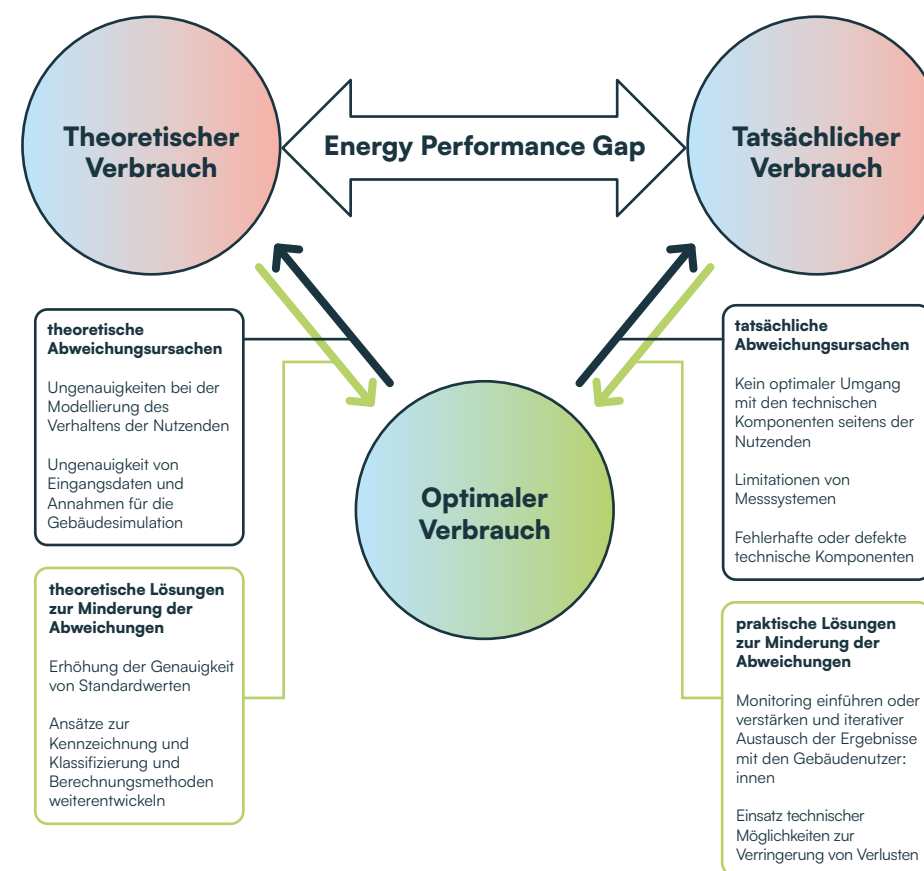 Theoretischer
Verbrauch
Energy Performance Gap
Tatsächlicher
Verbrauch
theoretische
Abweichungsursachen
Ungenauigkeiten bei der
Modellierung des
Verhaltens der Nutzenden
Ungenauigkeit von
Eingangsdaten und
Annahmen für die
Gebäudesimulation
theoretische Lösungen
zur Minderung der
Abweichungen
Erhöhung der Genauigkeit
von Standardwerten
Ansätze zur
Kennzeichnung und
Klassifizierung und
Berechnungsmethoden
weiterentwickeln
Optimaler
Verbrauch
tatsächliche
Abweichungsursachen
Kein optimaler Umgang
mit den technischen
Komponenten seitens der
Nutzenden
Limitationen von
Messsystemen
Fehlerhafte oder defekte
technische Komponenten
praktische Lösungen
zur Minderung der
Abweichungen
Monitoring einführen oder
verstärken und iterativer
Austausch der Ergebnisse
mit den Gebäudenutzer:
innen
Einsatz technischer
Möglichkeiten zur
Verringerung von Verlusten